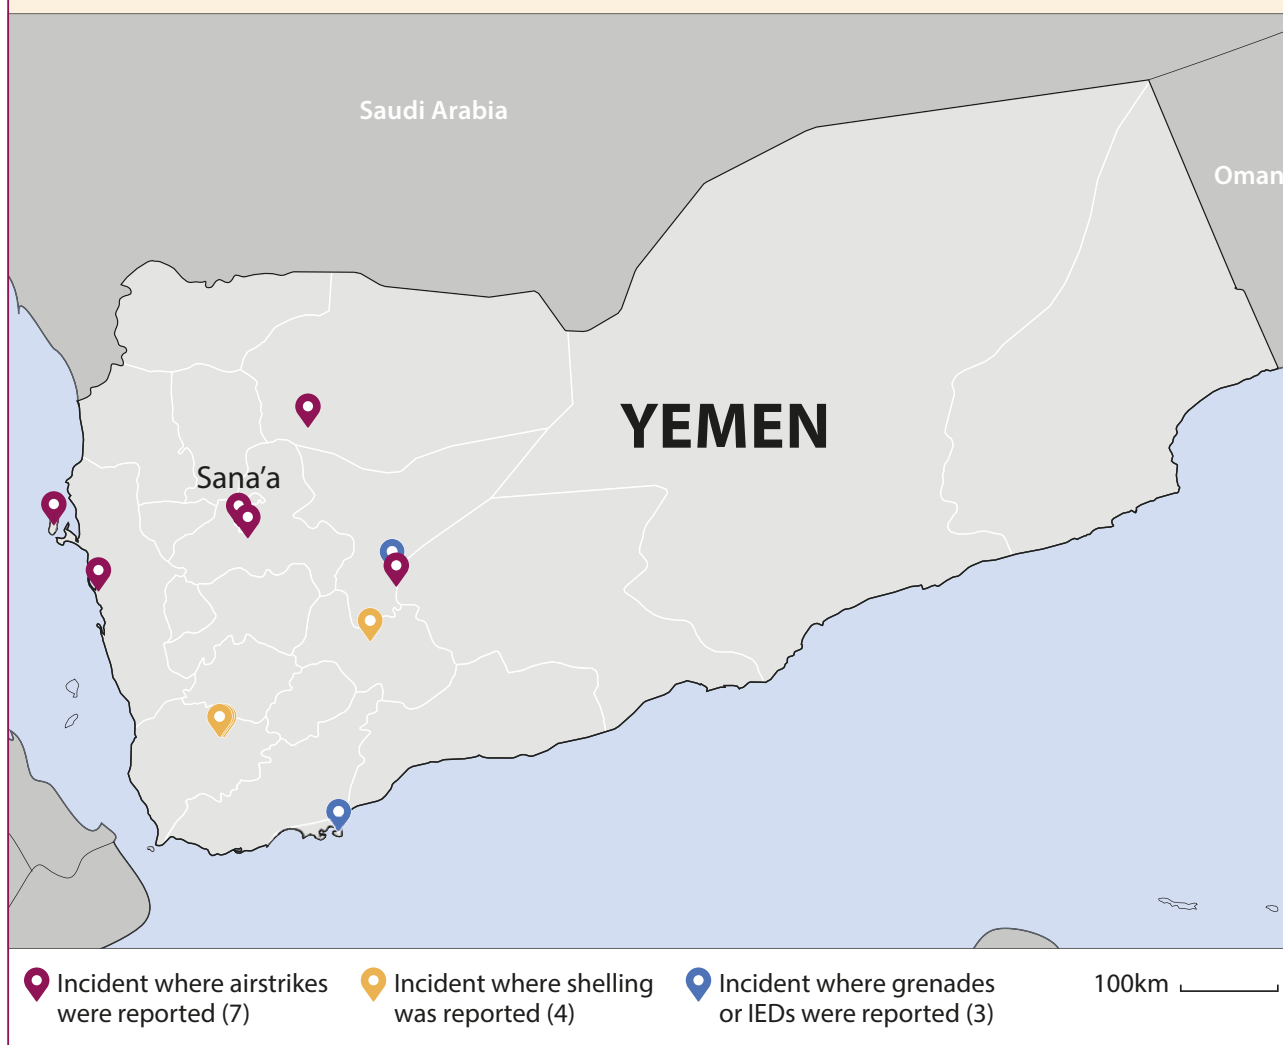 Saudi Arabia
Oman
YEMEN
Sana’a
Incident where airstrikes
were reported (7)
Incident where shelling
was reported (4)
Incident where grenades
or IEDs were reported (3)
100km